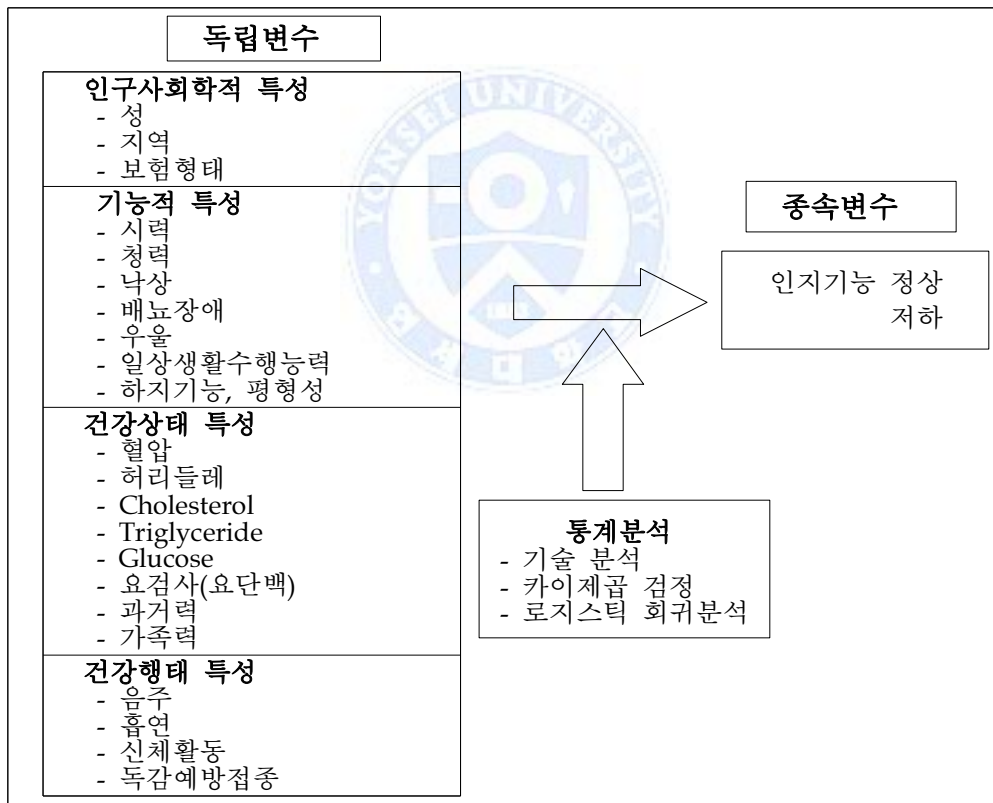 독립변수
인구사회학적 특성
- 성
- 지역
- 보험형태
기능적 특성
- 시력
- 청력
- 낙상
- 배뇨장애
- 우울
- 일상생활수행능력
- 하지기능, 평형성
건강상태 특성
- 혈압
- 허리들레
- Cholesterol
- Triglyceride
- Glucose
- 요검사(요단백)
- 과거력
- 가족력
건강행태 특성
- 음주
- 흡연
- 신체활동
- 독감예방접종
종속변수
인지기능 정상
저하
통계분석
- 기술 분석
- 카이제곱 검정
- 로지스틱 회귀분석
YONSEI UNIVERSITY